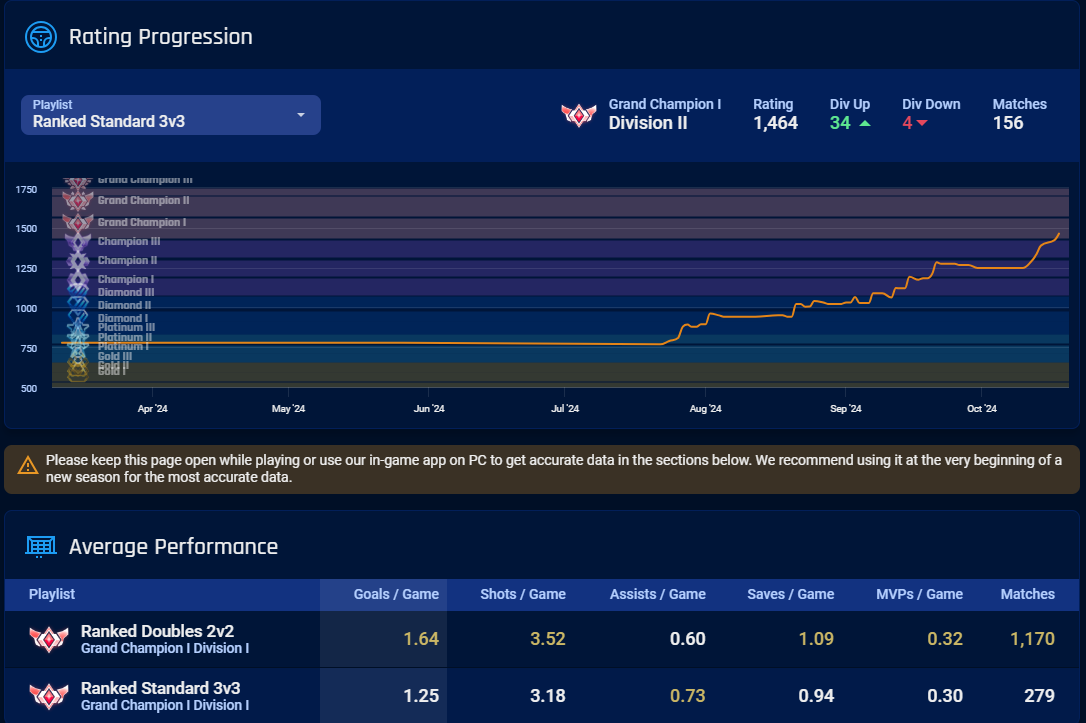 Rating Progression
Playlist
Ranked Standard 3v3
Grand Champion I
Division II
Rating
1,464
Div Up
34
Div Down
4
Matches
156
1750
1500
1250
1000
750
500
Grand Champion III
Grand Champion II
Grand Champion I
Champion III
Champion II
Champion I
Diamond III
Diamond II
Diamond I
Platinum III
Platinum II
Platinum I
Gold III
Gold II
Gold I
Apr '24
May '24
Jun '24
Jul '24
Aug '24
Sep '24
Oct '24
Please keep this page open while playing or use our in-game app on PC to get accurate data in the sections below. We recommend using it at the very beginning of a
new season for the most accurate data.
Average Performance
Playlist Goals / Game Shots / Game Assists / Game Saves / Game MVPs / Game Matches
Ranked Doubles 2v2
Grand Champion I Division I
1.64 3.52 0.60 1.09 0.32 1,170
Ranked Standard 3v3
Grand Champion I Division I
1.25 3.18 0.73 0.94 0.30 279